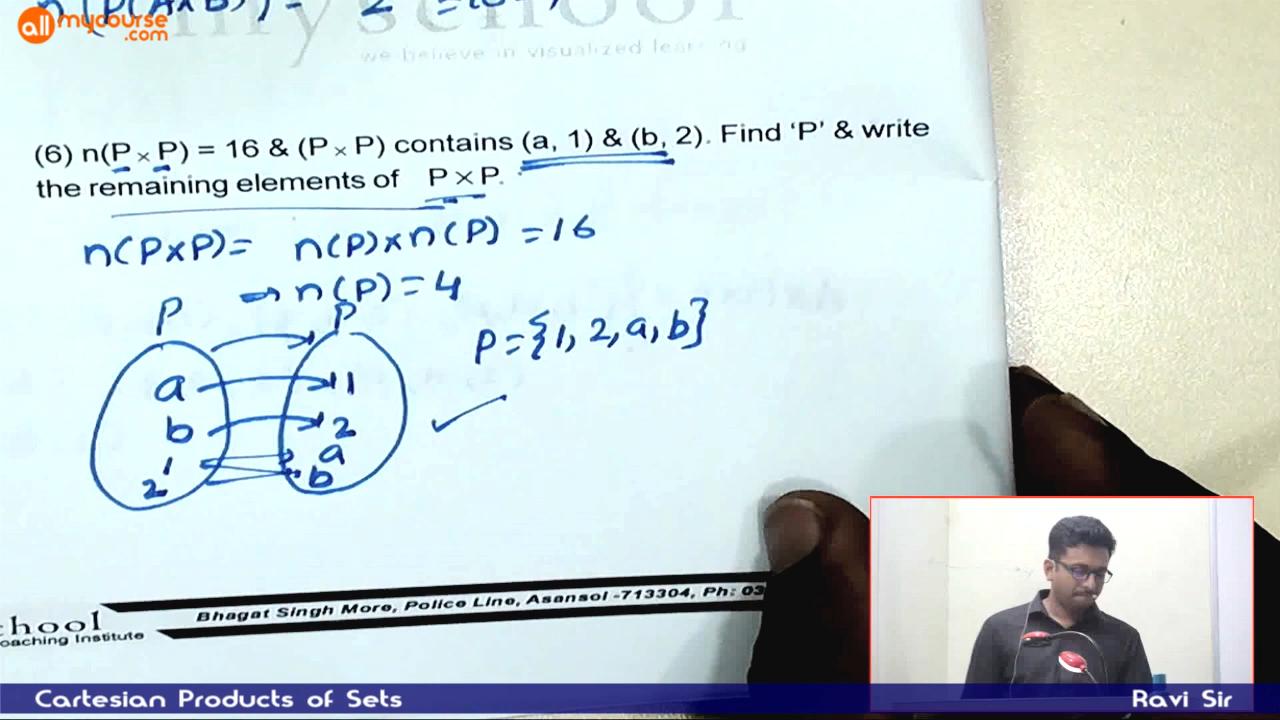 allmycourse.com
my school
we believe in visualized learning
(6) n(P × P) = 16 & (P × P) contains (a, 1) & (b, 2). Find ‘P’ & write
the remaining elements of P × P.
n(P×P)= n(P)×n(P) =16
→ n(P)=4
P P
P={1, 2, a, b}
a 1
b 2
1 a
2 b
Bhagat Singh More, Police Line, Asansol -713304, Ph: 03
Cartesian Products of Sets
Ravi Sir